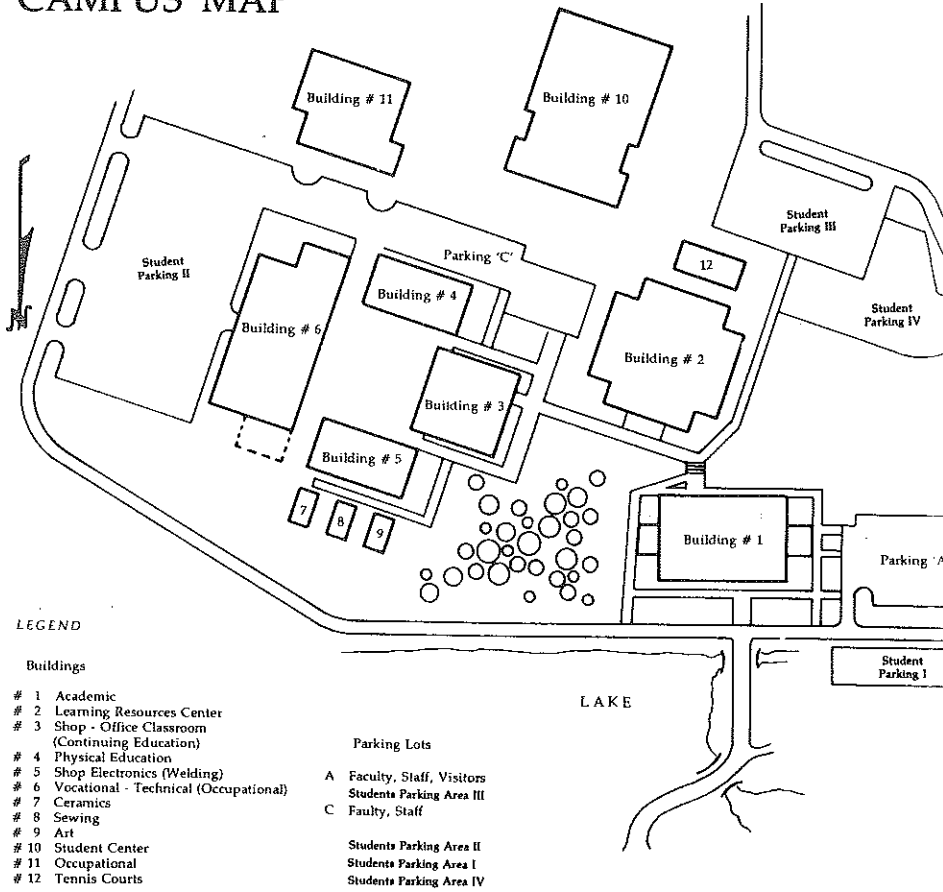 CAMPUS MAP
Building # 11
Building # 10
Student
Parking III
Student
Parking II
Parking 'C'
12
Building # 4
Student
Parking IV
Building # 6
Building # 2
Building # 3
Building # 5
7
8
9
Building # 1
Parking 'A
N
LEGEND
Buildings
# 1 Academic
# 2 Learning Resources Center
# 3 Shop - Office Classroom
(Continuing Education)
# 4 Physical Education
# 5 Shop Electronics (Welding)
# 6 Vocational - Technical (Occupational)
# 7 Ceramics
# 8 Sewing
# 9 Art
# 10 Student Center
# 11 Occupational
# 12 Tennis Courts
Student
Parking I
LAKE
Parking Lots
A Faculty, Staff, Visitors
Students Parking Area III
C Faulty, Staff
Students Parking Area II
Students Parking Area I
Students Parking Area IV